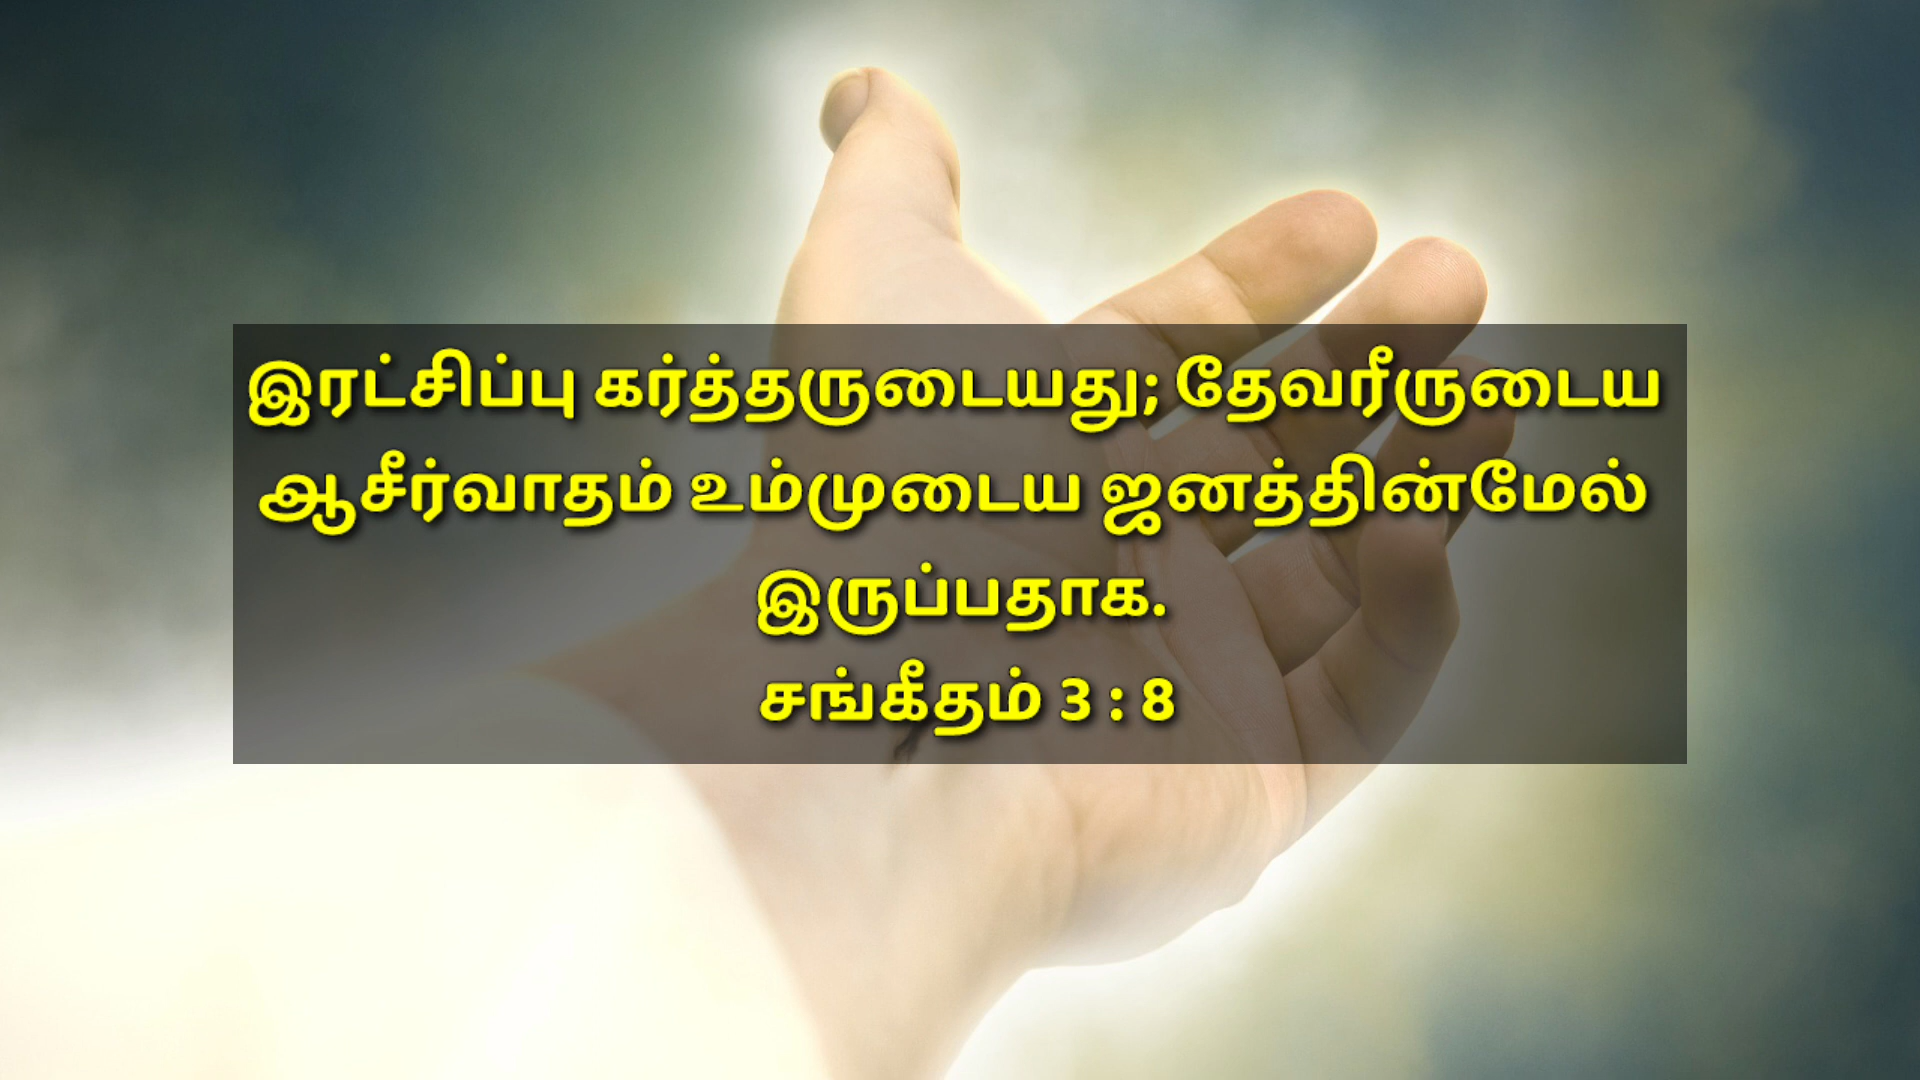 இரட்சிப்பு கர்த்தருடையது; தேவரீருடைய
ஆசீர்வாதம் உம்முடைய ஜனத்தின்மேல்
இருப்பதாக.
சங்கீதம் 3 : 8